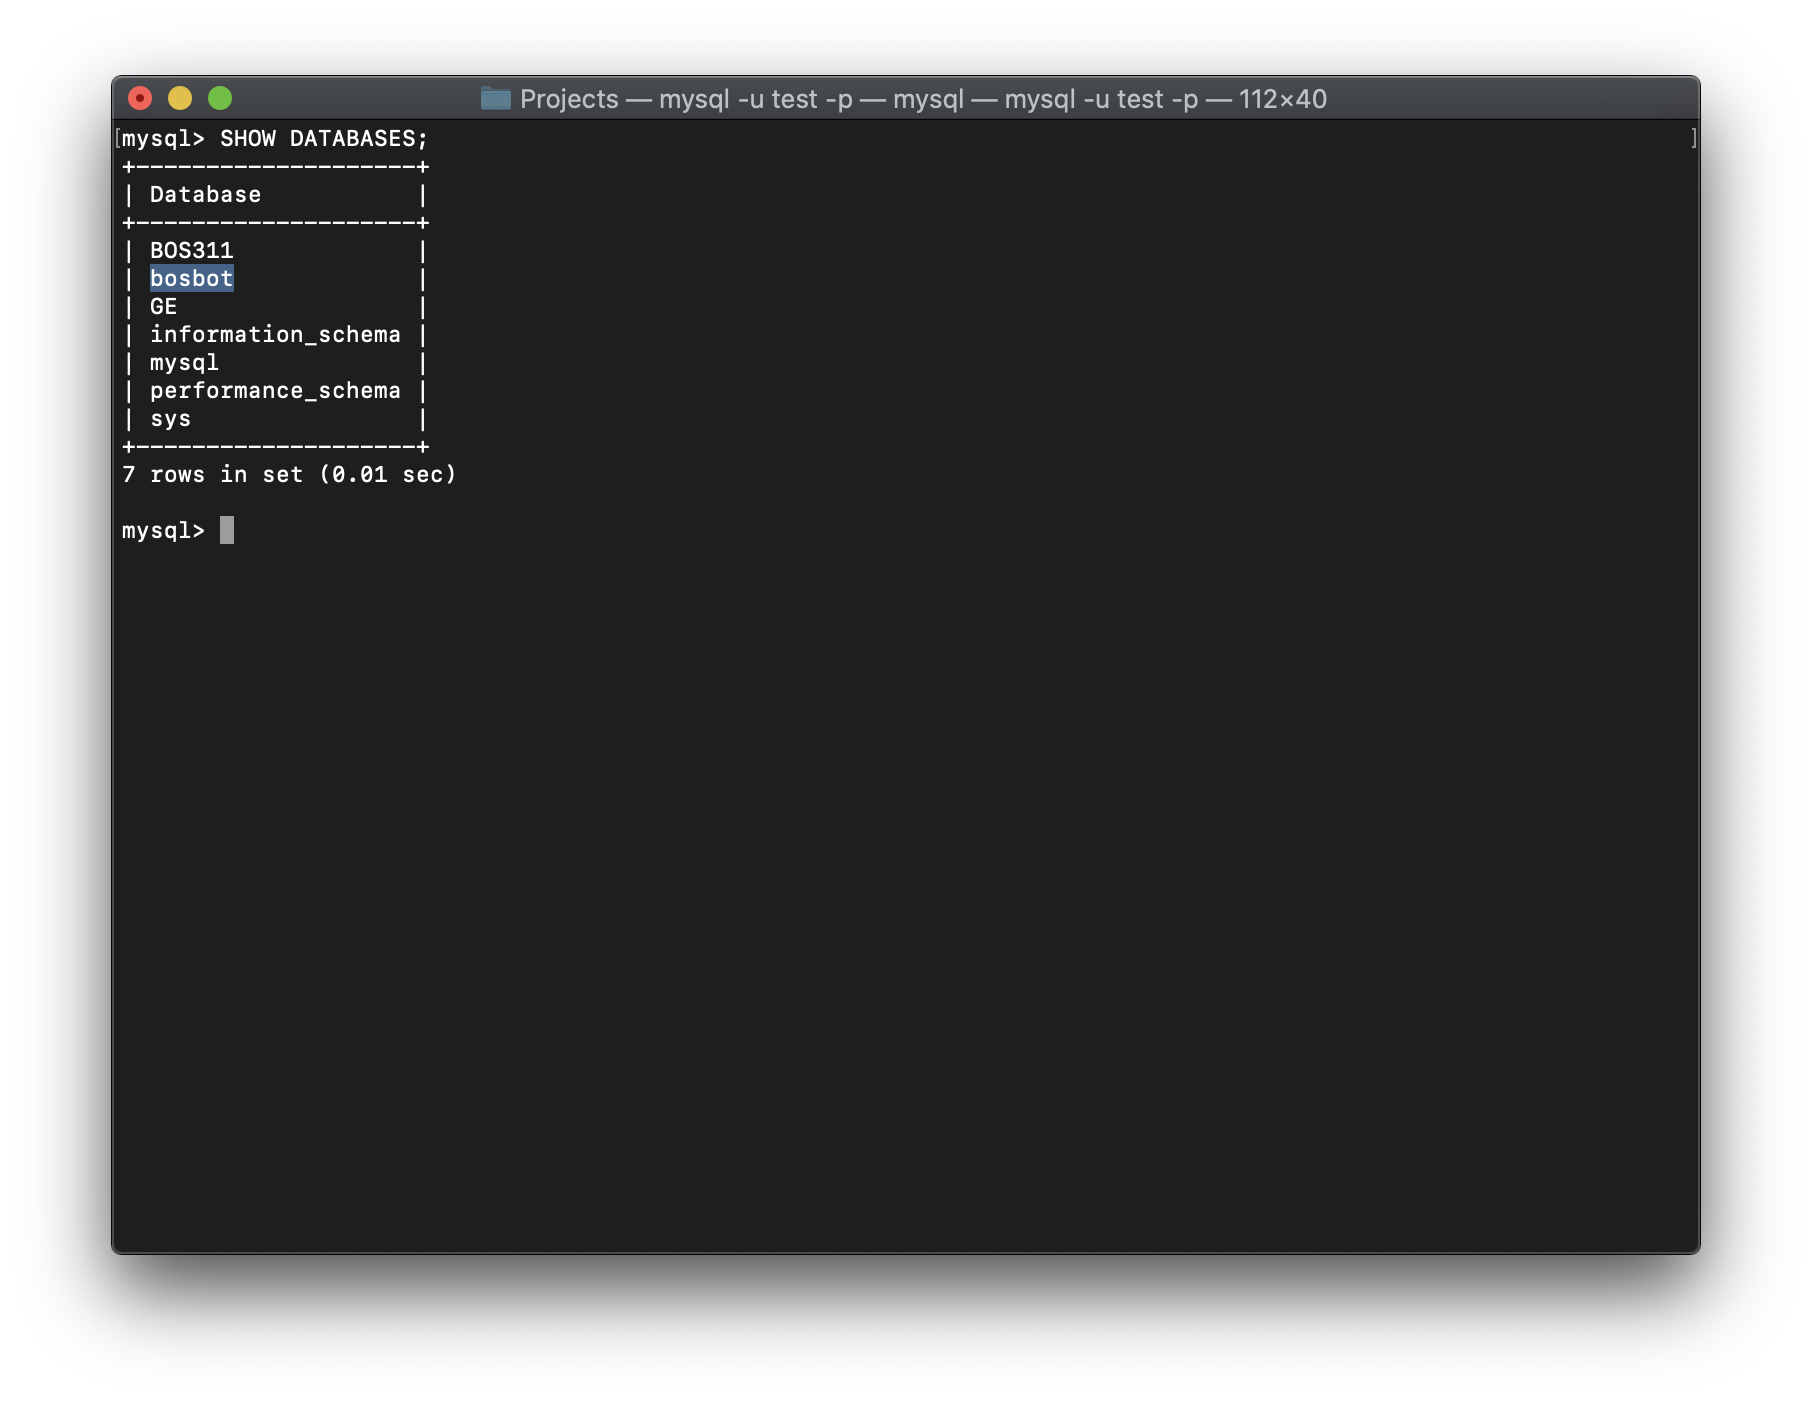 Projects — mysql -u test -p — mysql — mysql -u test -p — 112×40
[mysql> SHOW DATABASES; ]
+--------------------+
| Database           |
+--------------------+
| BOS311             |
| bosbot             |
| GE                 |
| information_schema |
| mysql              |
| performance_schema |
| sys                |
+--------------------+
7 rows in set (0.01 sec)
mysql>